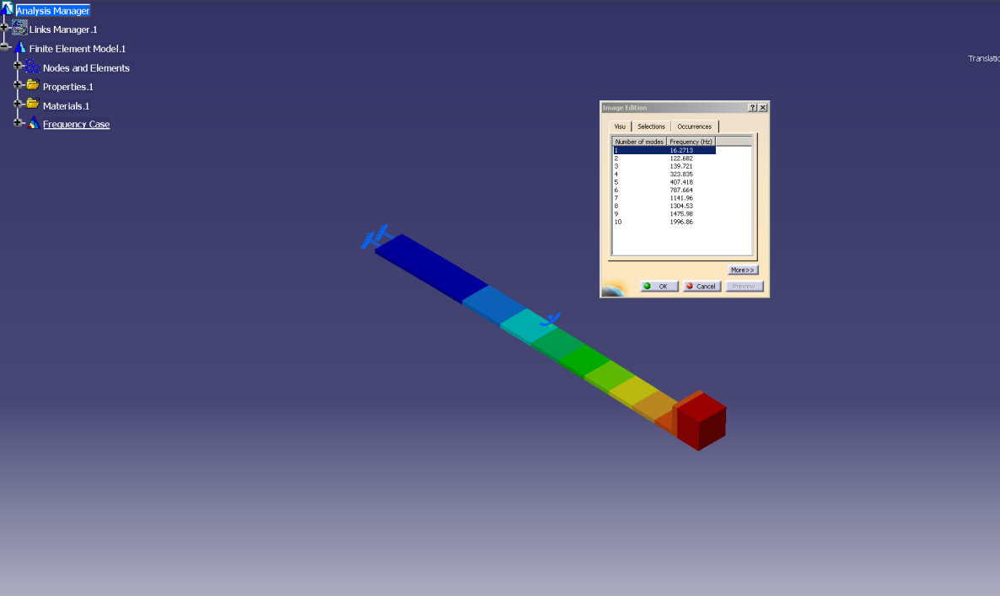 Analysis Manager
Links Manager.1
Finite Element Model.1
Nodes and Elements
Properties.1
Materials.1
Frequency Case
Translatio
Image Edition
Visu Selections Occurrences
Number of modes Frequency (Hz)
1 16.2713
2 122.682
3 139.721
4 323.835
5 407.418
6 787.664
7 1141.96
8 1304.53
9 1475.98
10 1996.86
More>>
OK Cancel Preview